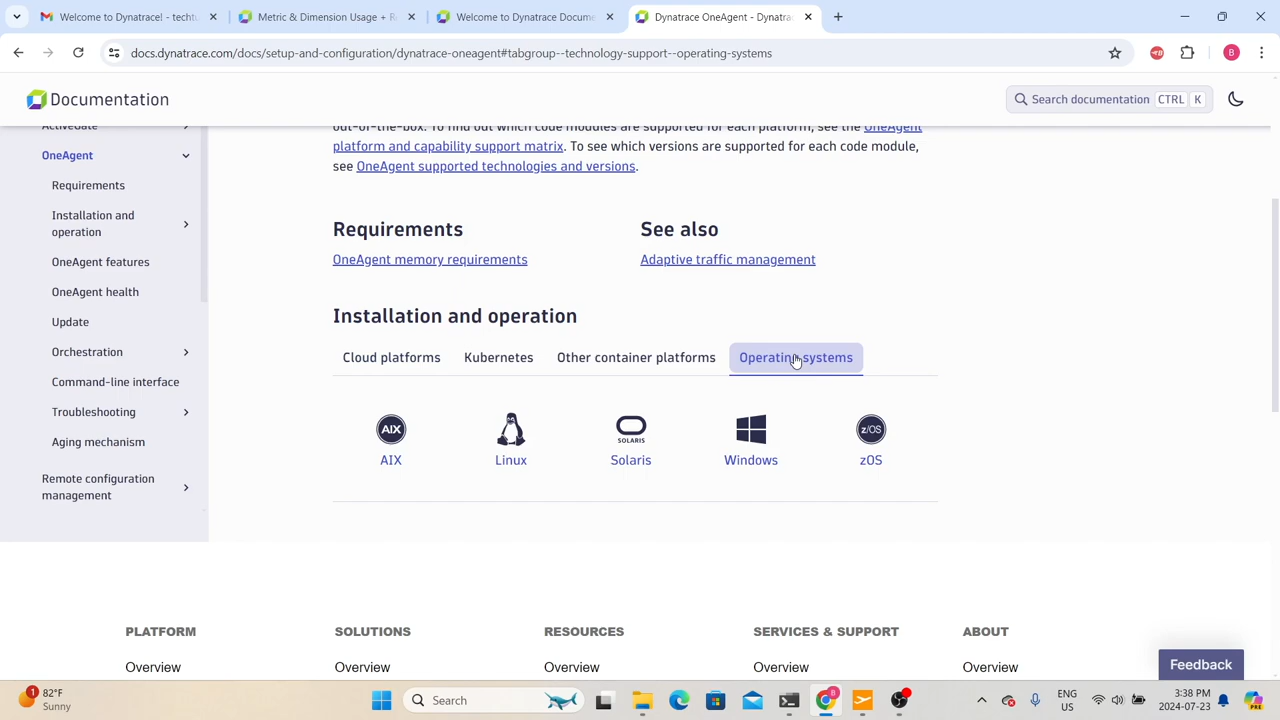 Welcome to Dynatrace! - techtu
Metric & Dimension Usage + R
Welcome to Dynatrace Docume
Dynatrace OneAgent - Dynatrac
docs.dynatrace.com/docs/setup-and-configuration/dynatrace-oneagent#tabgroup--technology-support--operating-systems
B
Documentation
Search documentation CTRL K
ActiveGate
OneAgent
Requirements
Installation and
operation
OneAgent features
OneAgent health
Update
Orchestration
Command-line interface
Troubleshooting
Aging mechanism
Remote configuration
management
out-of-the-box. To find out which code modules are supported for each platform, see the OneAgent
platform and capability support matrix. To see which versions are supported for each code module,
see OneAgent supported technologies and versions.
Requirements
See also
OneAgent memory requirements
Adaptive traffic management
Installation and operation
Cloud platforms Kubernetes Other container platforms Operating systems
AIX
SOLARIS
z/OS
AIX Linux Solaris Windows zOS
PLATFORM SOLUTIONS RESOURCES SERVICES & SUPPORT ABOUT
Overview Overview Overview Overview Overview
Feedback
1
82°F
Sunny
Search
B
ENG
US
3:38 PM
2024-07-23
PRE